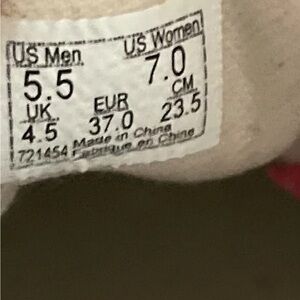 US Men US Women
5.5 7.0
UK EUR CM
4.5 37.0 23.5
721454 Made in China
Fabriqué en Chine